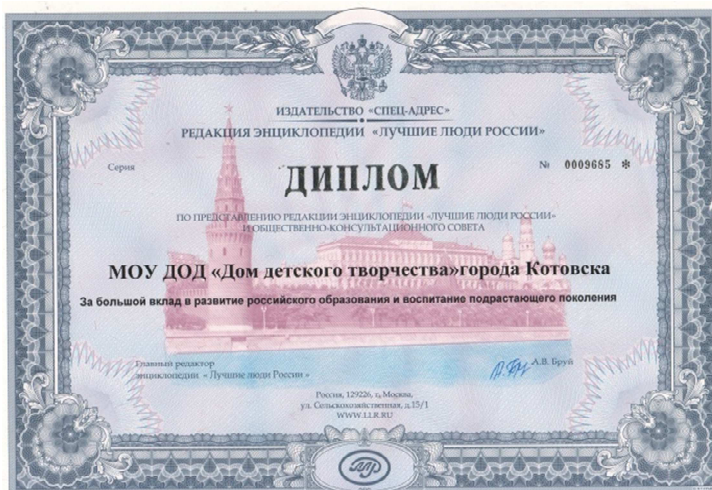 ИЗДАТЕЛЬСТВО «СПЕЦ-АДРЕС»
РЕДАКЦИЯ ЭНЦИКЛОПЕДИИ «ЛУЧШИЕ ЛЮДИ РОССИИ»
Серия
№ 0009685 *
ДИПЛОМ
ПО ПРЕДСТАВЛЕНИЮ РЕДАКЦИИ ЭНЦИКЛОПЕДИИ «ЛУЧШИЕ ЛЮДИ РОССИИ»
И ОБЩЕСТВЕННО-КОНСУЛЬТАЦИОННОГО СОВЕТА
МОУ ДОД «Дом детского творчества»города Котовска
За большой вклад в развитие российского образования и воспитание подрастающего поколения
Главный редактор
энциклопедии « Лучшие люди России »
А.В. Бруй
Россия, 129226, г. Москва,
ул. Сельскохозяйственная, д.15/1
WWW.LLR.RU